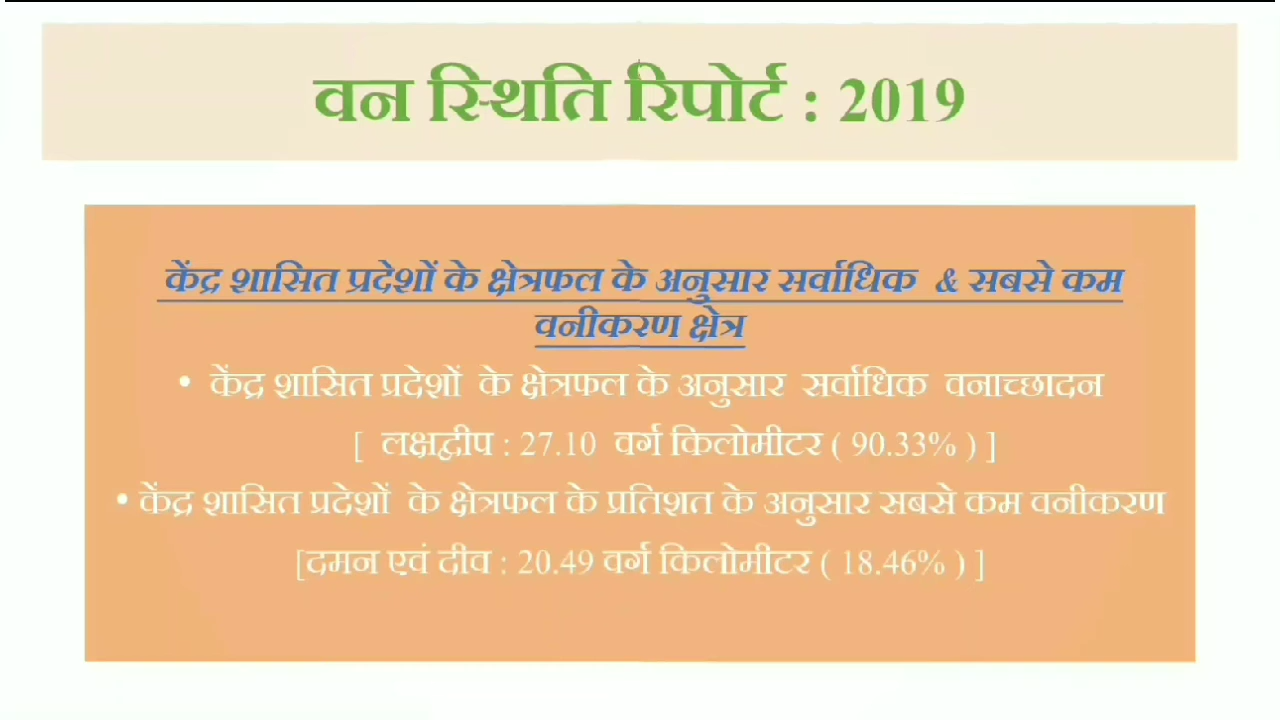 वन स्थिति रिपोर्ट : 2019
केंद्र शासित प्रदेशों के क्षेत्रफल के अनुसार सर्वाधिक & सबसे कम
वनीकरण क्षेत्र
• केंद्र शासित प्रदेशों के क्षेत्रफल के अनुसार सर्वाधिक वनाच्छादन
[ लक्षद्वीप : 27.10 वर्ग किलोमीटर ( 90.33% ) ]
• केंद्र शासित प्रदेशों के क्षेत्रफल के प्रतिशत के अनुसार सबसे कम वनीकरण
[दमन एवं दीव : 20.49 वर्ग किलोमीटर ( 18.46% ) ]